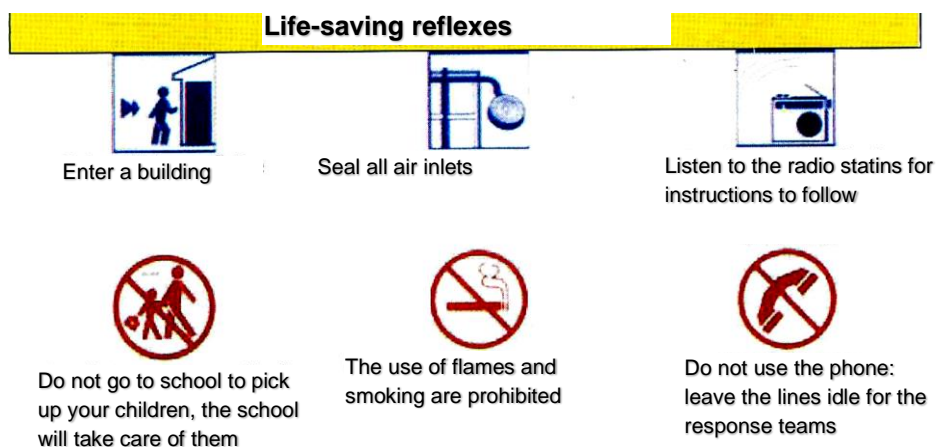 Life-saving reflexes
Enter a building
Seal all air inlets
Listen to the radio statins for
instructions to follow
Do not go to school to pick
up your children, the school
will take care of them
The use of flames and
smoking are prohibited
Do not use the phone:
leave the lines idle for the
response teams